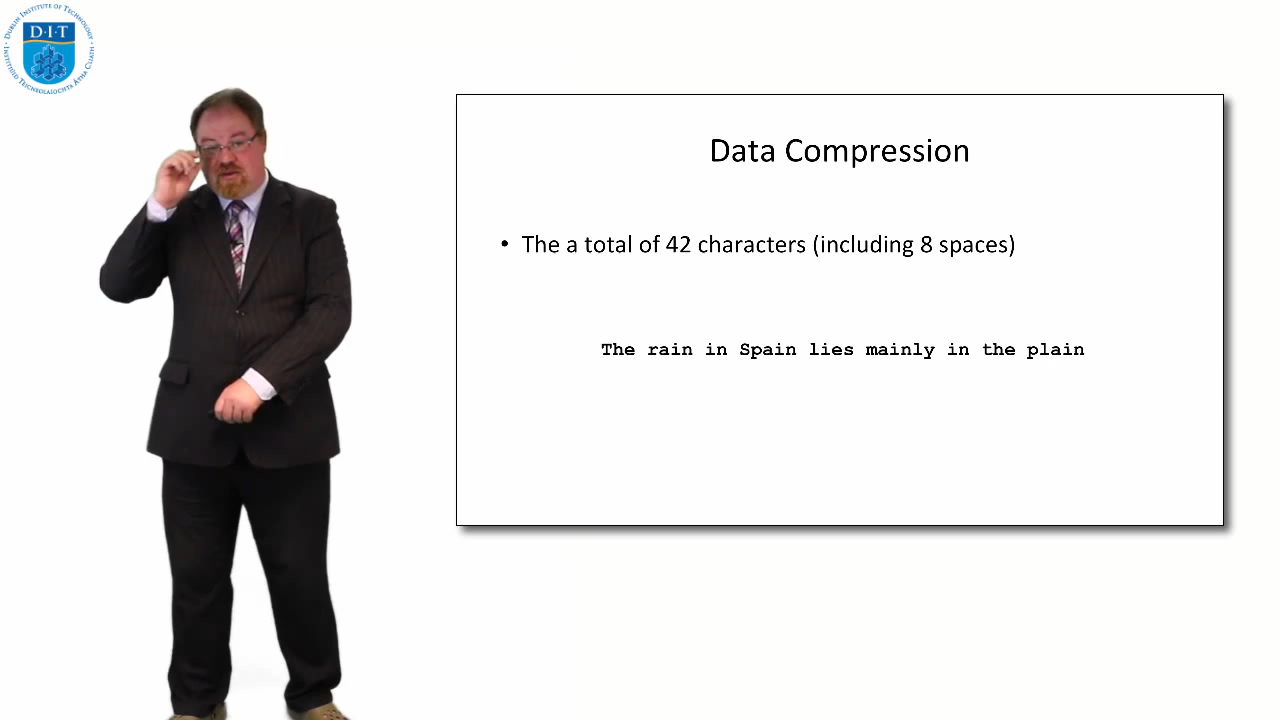 DUBLIN INSTITUTE OF TECHNOLOGY
D·I·T
INSTITIÚID TEICNEOLAÍOCHTA ÁTHA CLIATH
Data Compression
• The a total of 42 characters (including 8 spaces)
The rain in Spain lies mainly in the plain